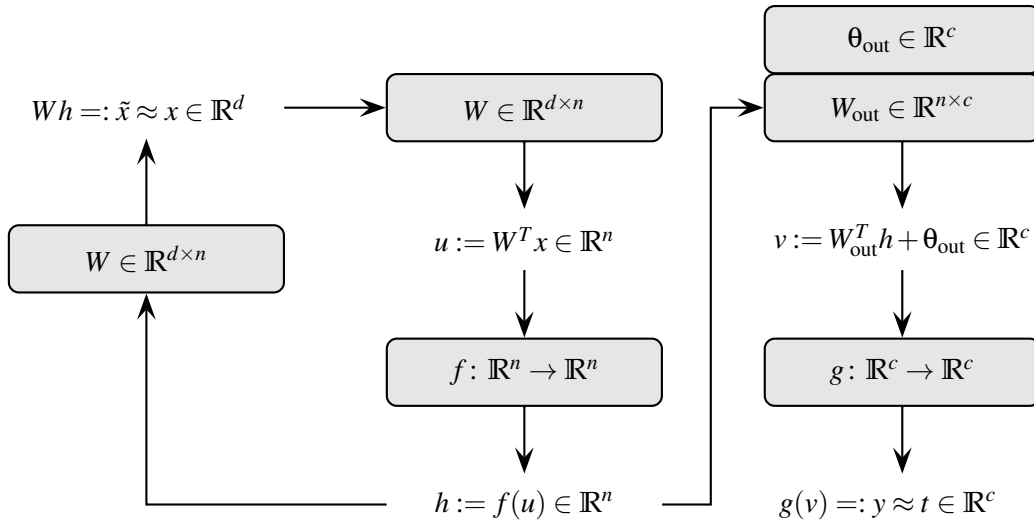 Wh =: x̃ ≈ x ∈ ℝ^d
W ∈ ℝ^{d×n}
W ∈ ℝ^{d×n}
u := W^T x ∈ ℝ^n
f : ℝ^n → ℝ^n
h := f(u) ∈ ℝ^n
θ_out ∈ ℝ^c
W_out ∈ ℝ^{n×c}
v := W_out^T h + θ_out ∈ ℝ^c
g : ℝ^c → ℝ^c
g(v) =: y ≈ t ∈ ℝ^c